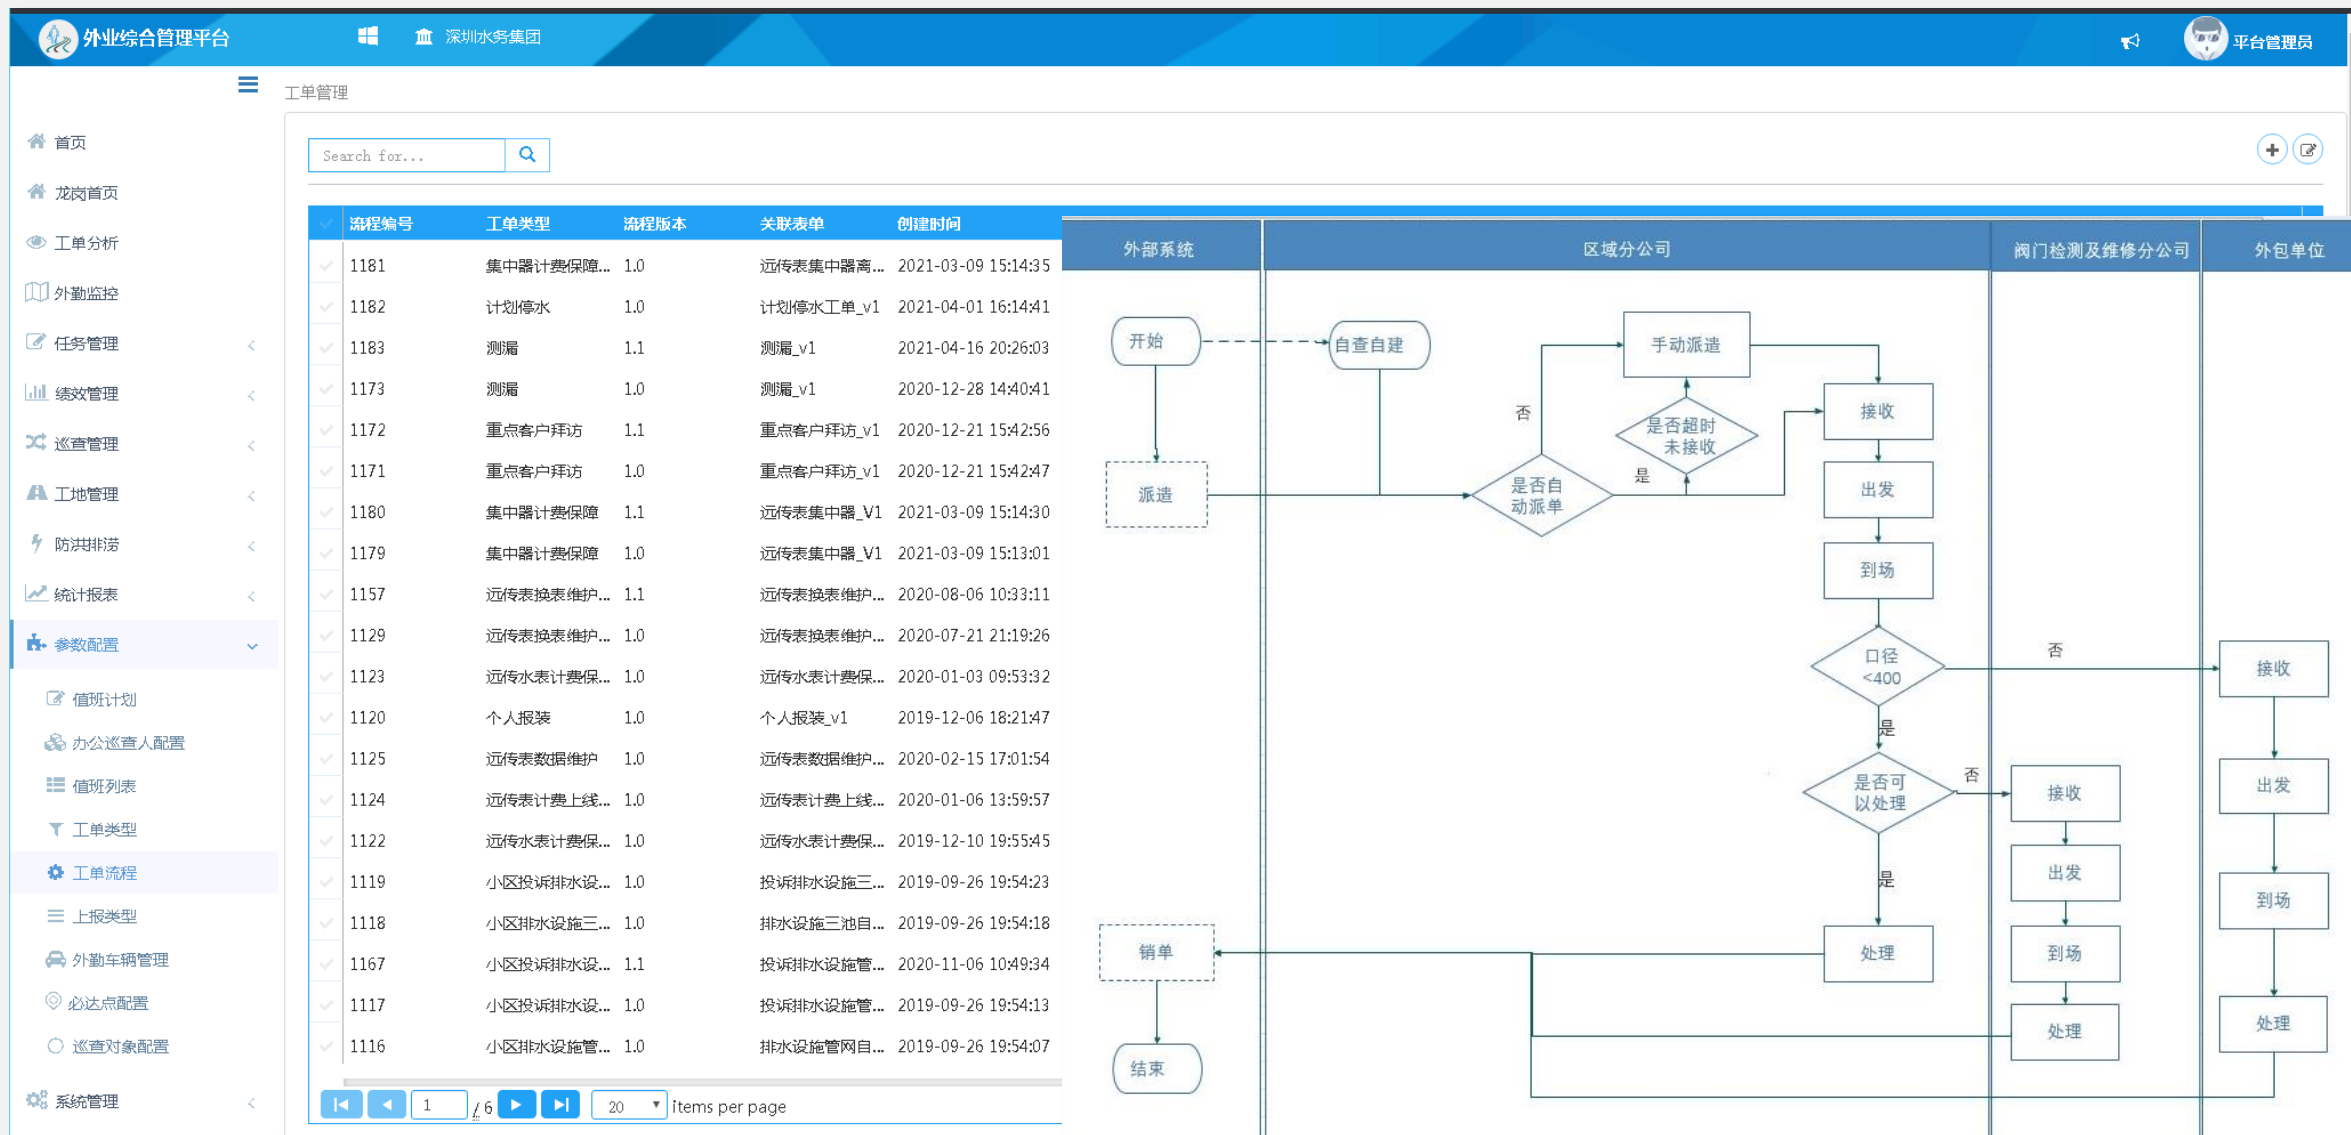 外业综合管理平台
深圳水务集团
平台管理员
工单管理
首页
龙岗首页
工单分析
外勤监控
任务管理
绩效管理
巡查管理
工地管理
防洪排涝
统计报表
参数配置
值班计划
办公巡查人配置
值班列表
工单类型
工单流程
上报类型
外勤车辆管理
必达点配置
巡查对象配置
系统管理
Search for...
流程编号 工单类型 流程版本 关联表单 创建时间
1181 集中器计费保障... 1.0 远传表集中器离... 2021-03-09 15:14:35
1182 计划停水 1.0 计划停水工单_v1 2021-04-01 16:14:41
1183 测漏 1.1 测漏_v1 2021-04-16 20:26:03
1173 测漏 1.0 测漏_v1 2020-12-28 14:40:41
1172 重点客户拜访 1.1 重点客户拜访_v1 2020-12-21 15:42:56
1171 重点客户拜访 1.0 重点客户拜访_v1 2020-12-21 15:42:47
1180 集中器计费保障 1.1 远传表集中器_V1 2021-03-09 15:14:30
1179 集中器计费保障 1.0 远传表集中器_V1 2021-03-09 15:13:01
1157 远传表换表维护... 1.1 远传表换表维护... 2020-08-06 10:33:11
1129 远传表换表维护... 1.0 远传表换表维护... 2020-07-21 21:19:26
1123 远传水表计费保... 1.0 远传水表计费保... 2020-01-03 09:53:32
1120 个人报装 1.0 个人报装_v1 2019-12-06 18:21:47
1125 远传表数据维护 1.0 远传表数据维护... 2020-02-15 17:01:54
1124 远传表计费上线... 1.0 远传表计费上线... 2020-01-06 13:59:57
1122 远传水表计费保... 1.0 远传水表计费保... 2019-12-10 19:55:45
1119 小区投诉排水设... 1.0 投诉排水设施三... 2019-09-26 19:54:23
1118 小区排水设施三... 1.0 排水设施三池自... 2019-09-26 19:54:18
1167 小区投诉排水设... 1.1 投诉排水设施管... 2020-11-06 10:49:34
1117 小区投诉排水设... 1.0 投诉排水设施管... 2019-09-26 19:54:13
1116 小区排水设施管... 1.0 排水设施管网自... 2019-09-26 19:54:07
1 / 6 20 items per page
外部系统 区域分公司 阀门检测及维修分公司 外包单位
开始
自查自建
手动派遣
否
是否超时
未接收
接收
派遣
是否自
动派单
是
出发
到场
口径
<400
否
接收
是
是否可
以处理
否
接收
出发
是
出发
到场
销单
处理
到场
处理
处理
结束